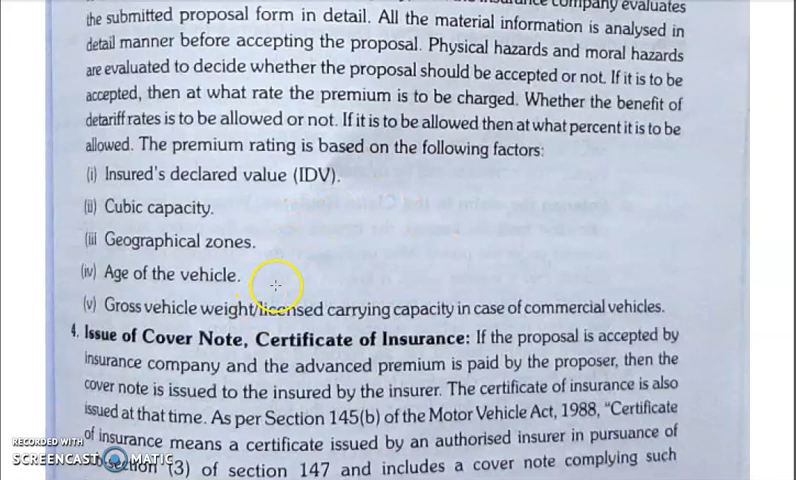 company evaluates
the submitted proposal form in detail. All the material information is analysed in
detail manner before accepting the proposal. Physical hazards and moral hazards
are evaluated to decide whether the proposal should be accepted or not. If it is to be
accepted, then at what rate the premium is to be charged. Whether the benefit of
detariff rates is to be allowed or not. If it is to be allowed then at what percent it is to be
allowed. The premium rating is based on the following factors:
(i) Insured's declared value (IDV).
(ii) Cubic capacity.
(iii Geographical zones.
(iv) Age of the vehicle.
(v) Gross vehicle weight/licensed carrying capacity in case of commercial vehicles.
4. Issue of Cover Note, Certificate of Insurance: If the proposal is accepted by
insurance company and the advanced premium is paid by the proposer, then the
cover note is issued to the insured by the insurer. The certificate of insurance is also
issued at that time. As per Section 145(b) of the Motor Vehicle Act, 1988, "Certificate
of insurance means a certificate issued by an authorised insurer in pursuance of
section (3) of section 147 and includes a cover note complying such
RECORDED WITH
SCREENCAST MATIC